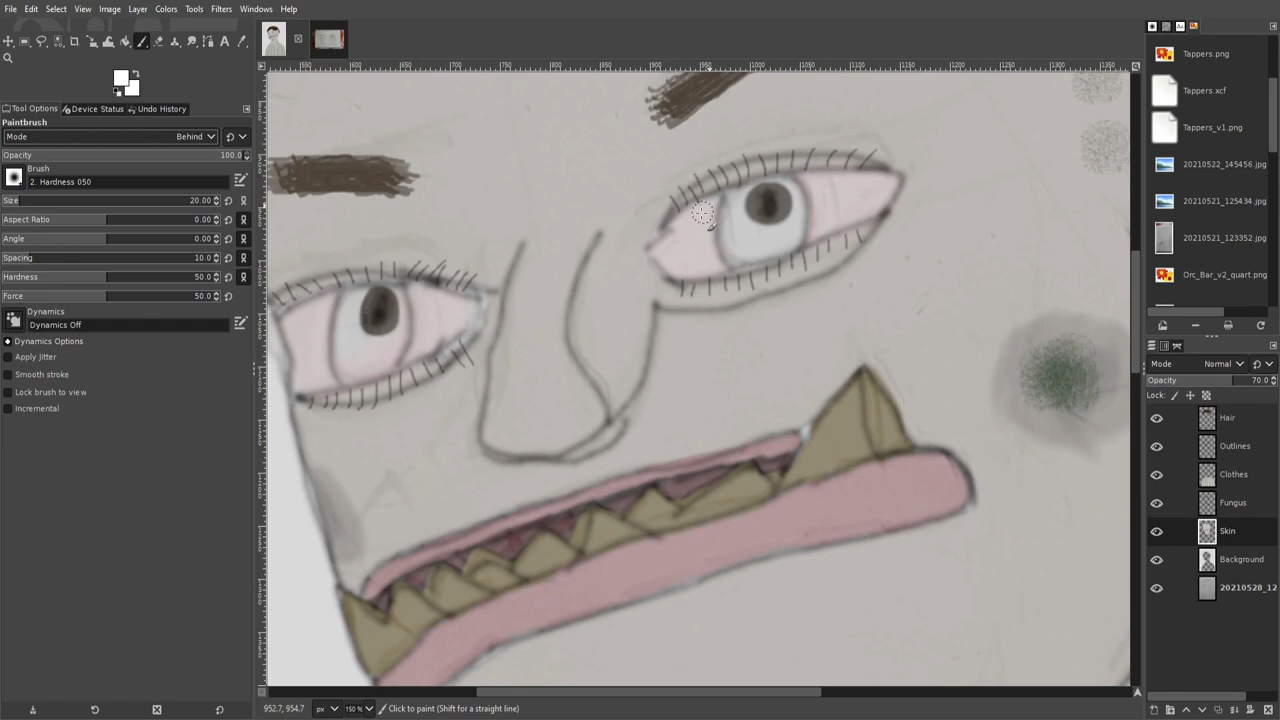 File Edit Select View Image Layer Colors Tools Filters Windows Help
Tool Options Device Status Undo History
Paintbrush
Mode Behind
Opacity 100.0
Brush
2. Hardness 050
Size 20.00
Aspect Ratio 0.00
Angle 0.00
Spacing 10.0
Hardness 50.0
Force 50.0
Dynamics
Dynamics Off
Dynamics Options
Apply Jitter
Smooth stroke
Lock brush to view
Incremental
952.7, 954.7 px 150 % Click to paint (Shift for a straight line)
Tappers.png
Tappers.xcf
Tappers_v1.png
20210522_145456.jpg
20210521_125434.jpg
20210521_123352.jpg
Orc_Bar_v2_quart.png
Mode Normal
Opacity 70.0
Lock:
Hair
Outlines
Clothes
Fungus
Skin
Background
20210528_12